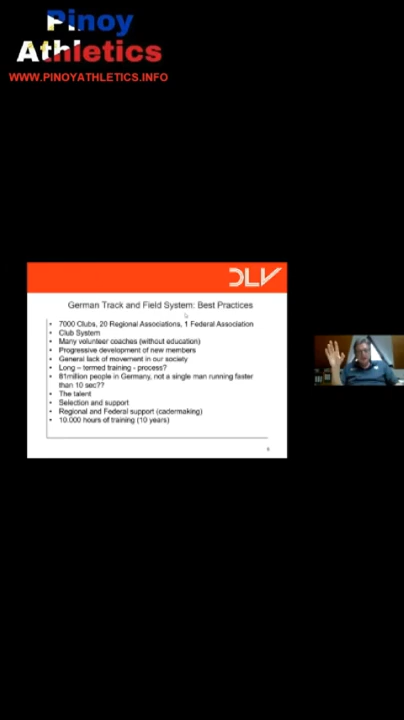 Pinoy
Athletics
WWW.PINOYATHLETICS.INFO
DLV
German Track and Field System: Best Practices
• 7000 Clubs, 20 Regional Associations, 1 Federal Association
• Club System
• Many volunteer coaches (without education)
• Progressive development of new members
• General lack of movement in our society
• Long – termed training - process?
• 81million people in Germany, not a single man running faster
than 10 sec??
• The talent
• Selection and support
• Regional and Federal support (cadermaking)
• 10.000 hours of training (10 years)